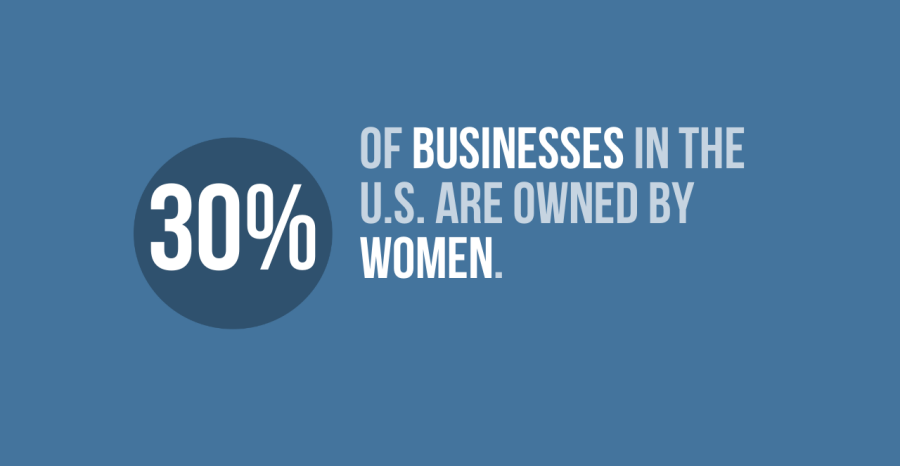 30%
OF BUSINESSES IN THE
U.S. ARE OWNED BY
WOMEN.